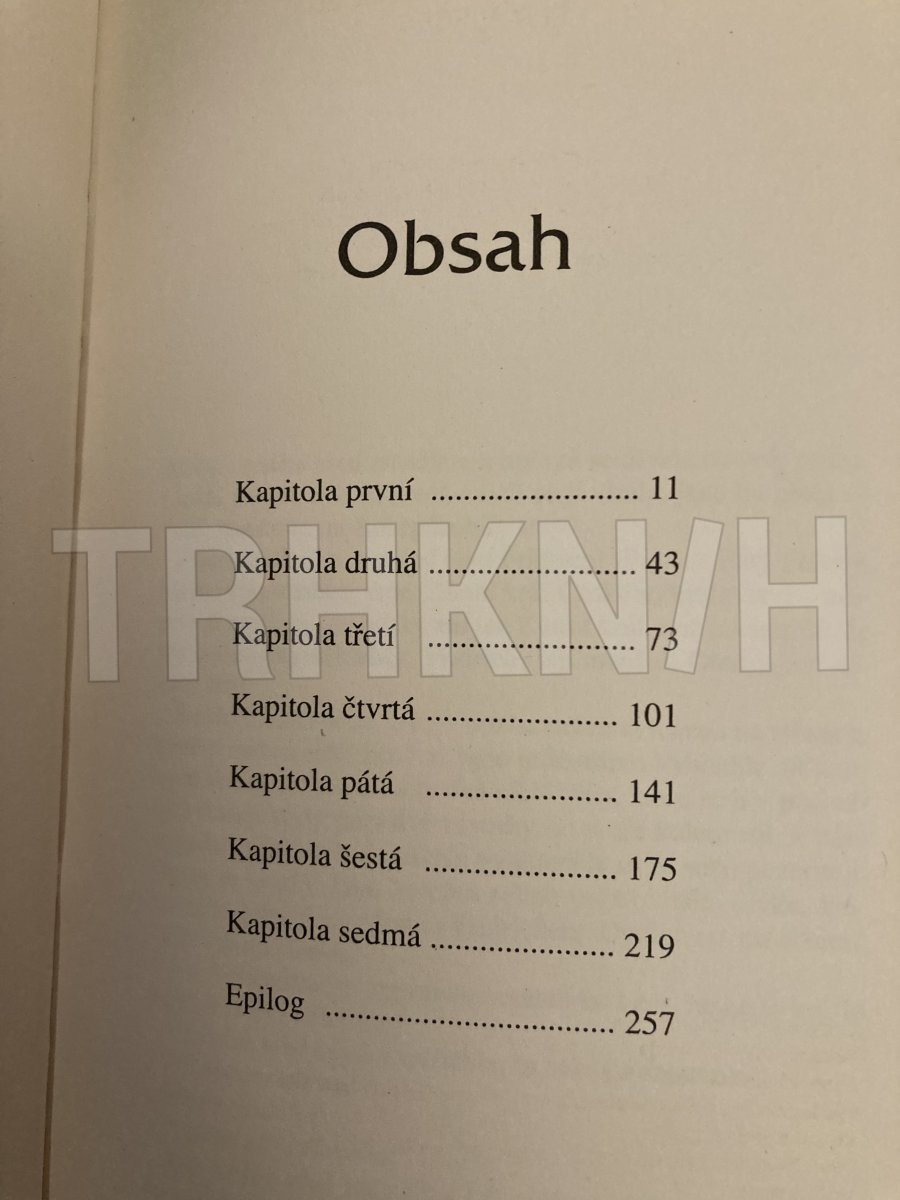 Obsah
Kapitola první .......................... 11
Kapitola druhá .......................... 43
Kapitola třetí .......................... 73
Kapitola čtvrtá ........................ 101
Kapitola pátá ........................ 141
Kapitola šestá ........................ 175
Kapitola sedmá ....................... 219
Epilog .................................... 257
TRHKN/H